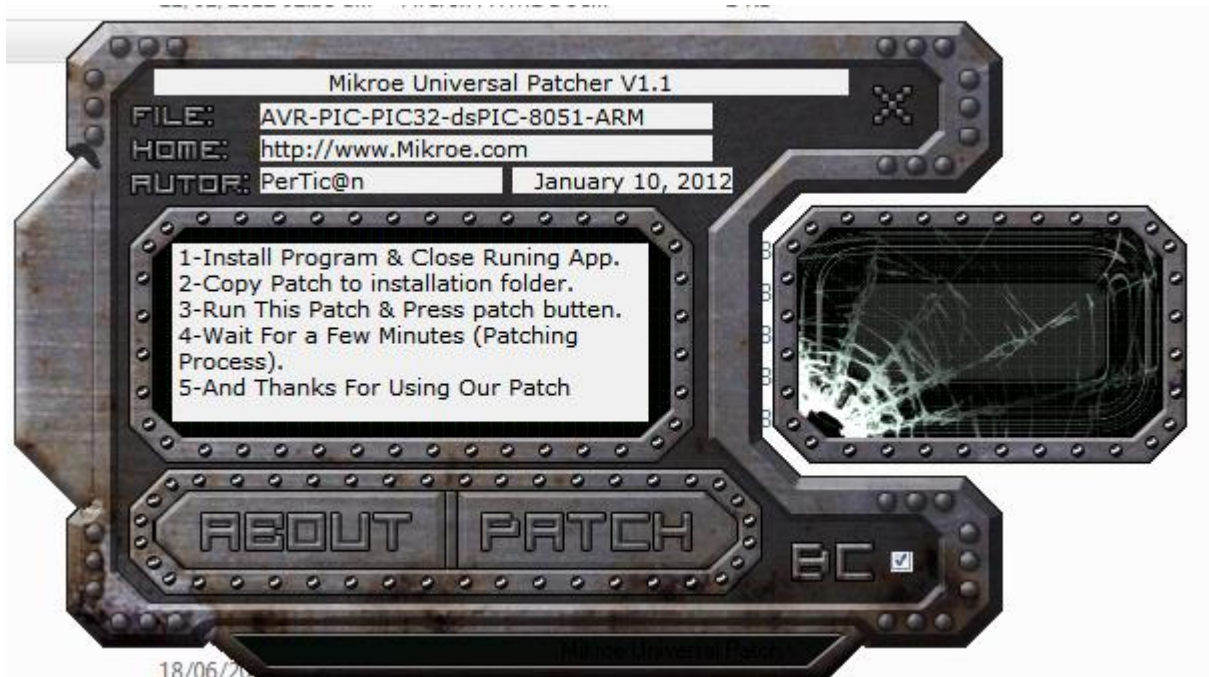 Mikroe Universal Patcher V1.1
FILE: AVR-PIC-PIC32-dsPIC-8051-ARM
HOME: http://www.Mikroe.com
AUTOR: PerTic@n January 10, 2012
1-Install Program & Close Runing App.
2-Copy Patch to installation folder.
3-Run This Patch & Press patch butten.
4-Wait For a Few Minutes (Patching
Process).
5-And Thanks For Using Our Patch
ABOUT PATCH
BC
Mikroe Universal Patch
18/06/20